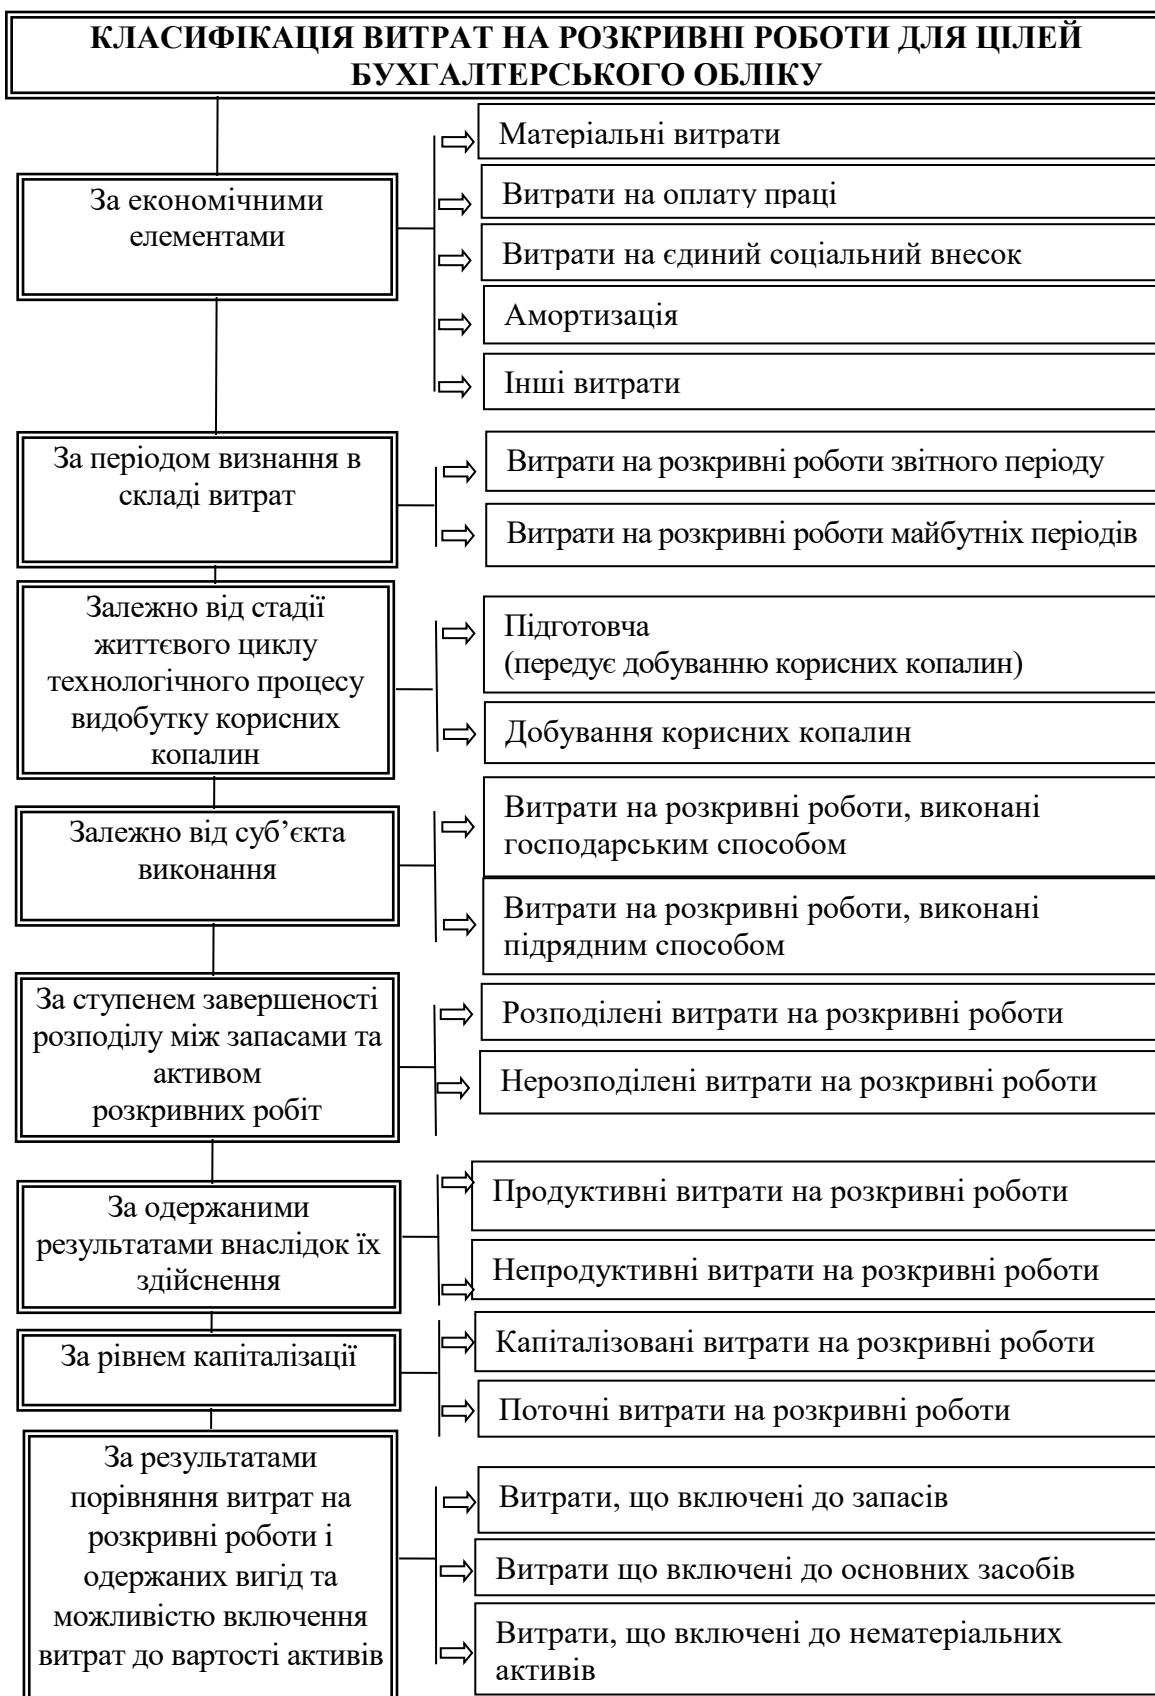 КЛАСИФІКАЦІЯ ВИТРАТ НА РОЗКРИВНІ РОБОТИ ДЛЯ ЦІЛЕЙ
БУХГАЛТЕРСЬКОГО ОБЛІКУ
За економічними
елементами
Матеріальні витрати
Витрати на оплату праці
Витрати на єдиний соціальний внесок
Амортизація
Інші витрати
За періодом визнання в
складі витрат
Витрати на розкривні роботи звітного періоду
Витрати на розкривні роботи майбутніх періодів
Залежно від стадії
життєвого циклу
технологічного процесу
видобутку корисних
копалин
Підготовча
(передує добуванню корисних копалин)
Добування корисних копалин
Залежно від суб’єкта
виконання
Витрати на розкривні роботи, виконані
господарським способом
Витрати на розкривні роботи, виконані
підрядним способом
За ступенем завершеності
розподілу між запасами та
активом
розкривних робіт
Розподілені витрати на розкривні роботи
Нерозподілені витрати на розкривні роботи
За одержаними
результатами внаслідок їх
здійснення
Продуктивні витрати на розкривні роботи
Непродуктивні витрати на розкривні роботи
За рівнем капіталізації
Капіталізовані витрати на розкривні роботи
Поточні витрати на розкривні роботи
За результатами
порівняння витрат на
розкривні роботи і
одержаних вигід та
можливістю включення
витрат до вартості активів
Витрати, що включені до запасів
Витрати що включені до основних засобів
Витрати, що включені до нематеріальних
активів